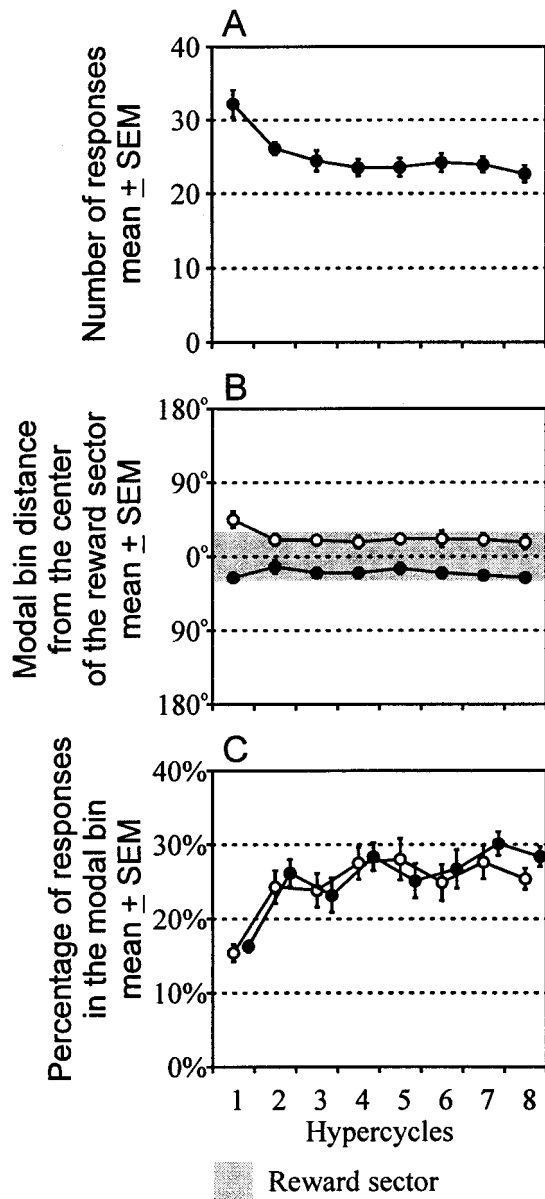 A
Number of responses
mean ± SEM
40
30
20
10
0
B
Modal bin distance
from the center
of the reward sector
mean ± SEM
180°
90°
0°
90°
180°
C
Percentage of responses
in the modal bin
mean ± SEM
40%
30%
20%
10%
0%
1 2 3 4 5 6 7 8
Hypercycles
Reward sector